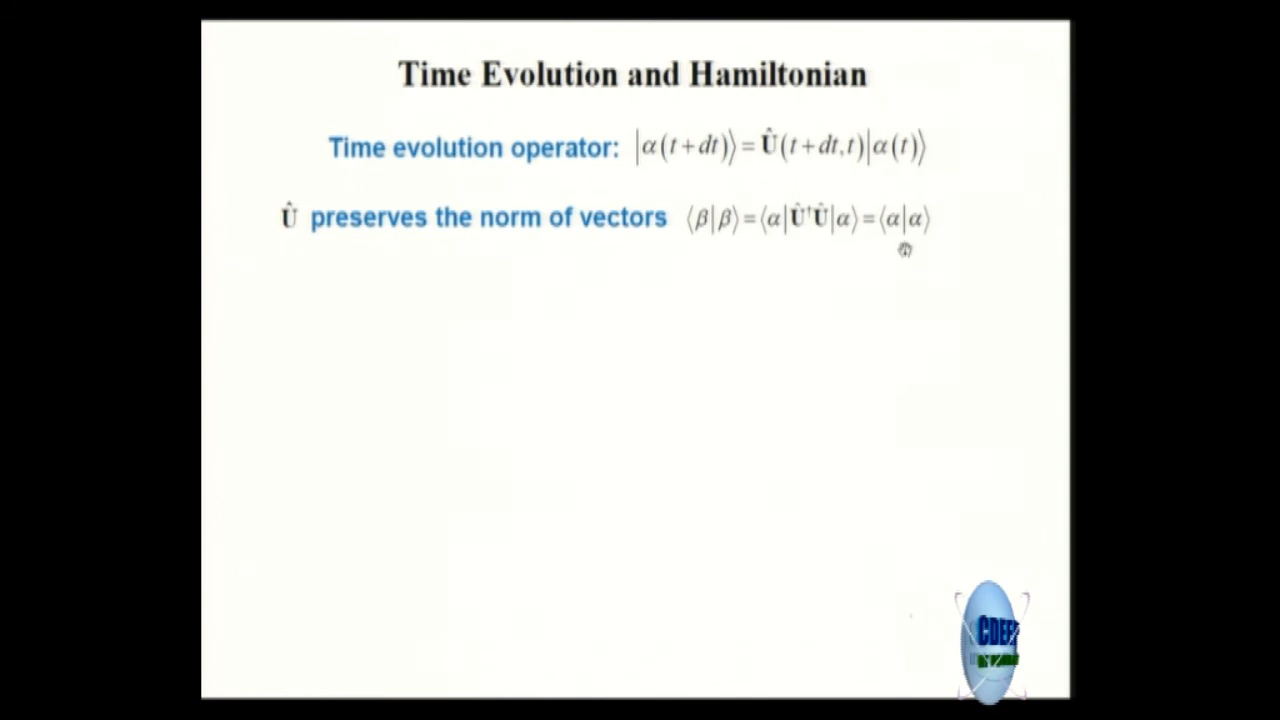 Time Evolution and Hamiltonian
Time evolution operator: |α(t+dt)⟩ = Û(t+dt,t)|α(t)⟩
Û preserves the norm of vectors ⟨β|β⟩=⟨α|Û†Û|α⟩=⟨α|α⟩
CDEEP